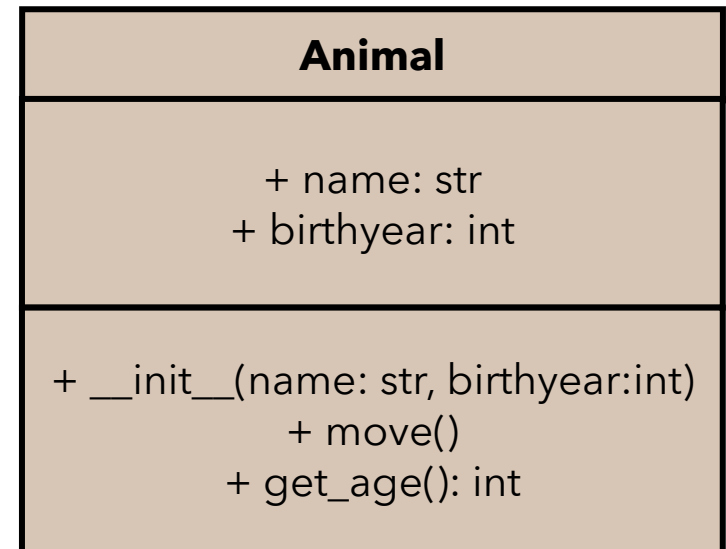 Animal
+ name: str
+ birthyear: int
+ __init__(name: str, birthyear:int)
+ move()
+ get_age(): int